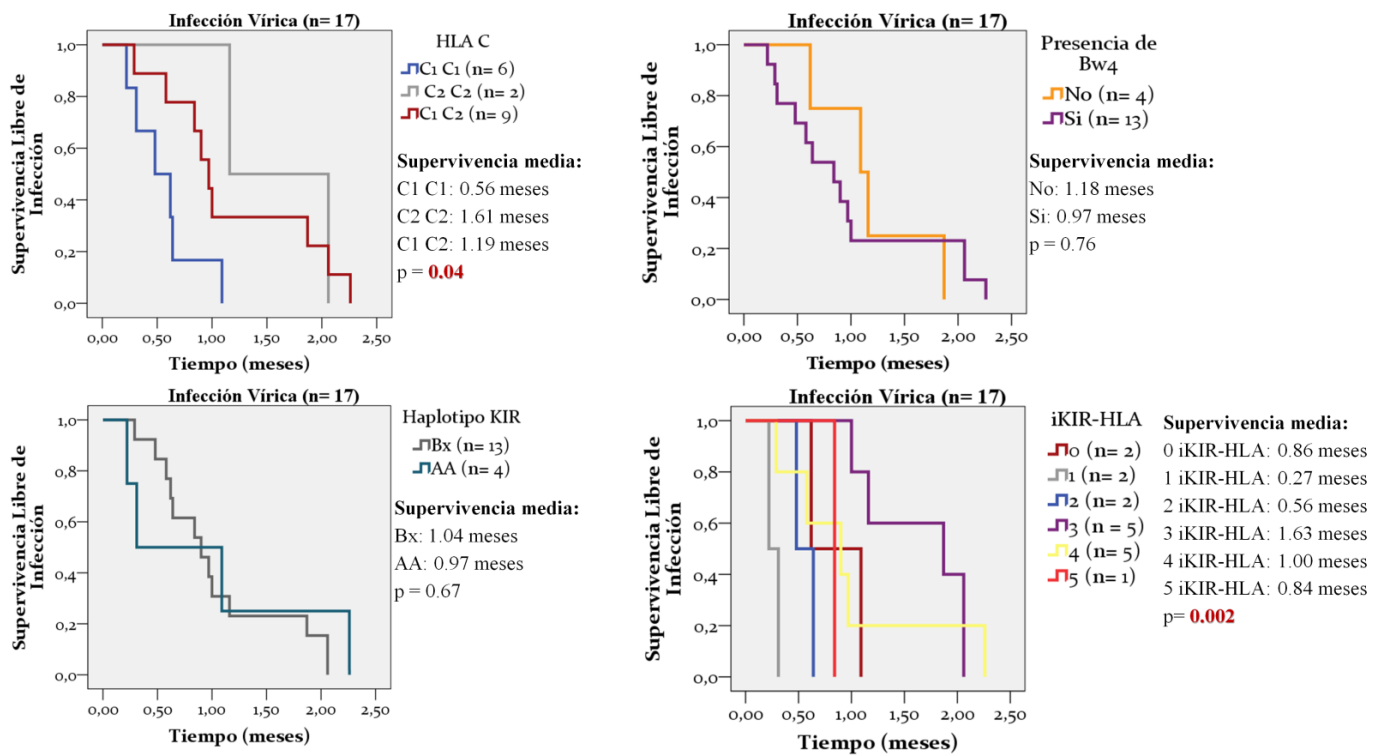 Infección Vírica (n= 17)
Supervivencia Libre de
Infección
1,0
0,8
0,6
0,4
0,2
0,0
0,00 0,50 1,00 1,50 2,00 2,50
Tiempo (meses)
HLA C
C1 C1 (n= 6)
C2 C2 (n= 2)
C1 C2 (n= 9)
Supervivencia media:
C1 C1: 0.56 meses
C2 C2: 1.61 meses
C1 C2: 1.19 meses
p = 0.04
Infección Vírica (n= 17)
Supervivencia Libre de
Infección
1,0
0,8
0,6
0,4
0,2
0,0
0,00 0,50 1,00 1,50 2,00 2,50
Tiempo (meses)
Presencia de
Bw4
No (n= 4)
Si (n= 13)
Supervivencia media:
No: 1.18 meses
Si: 0.97 meses
p = 0.76
Infección Vírica (n= 17)
Supervivencia Libre de
Infección
1,0
0,8
0,6
0,4
0,2
0,0
0,00 0,50 1,00 1,50 2,00 2,50
Tiempo (meses)
Haplotipo KIR
Bx (n= 13)
AA (n= 4)
Supervivencia media:
Bx: 1.04 meses
AA: 0.97 meses
p = 0.67
Infección Vírica (n= 17)
Supervivencia Libre de
Infección
1,0
0,8
0,6
0,4
0,2
0,0
0,00 0,50 1,00 1,50 2,00 2,50
Tiempo (meses)
iKIR-HLA
0 (n= 2)
1 (n= 2)
2 (n= 2)
3 (n = 5)
4 (n= 5)
5 (n= 1)
Supervivencia media:
0 iKIR-HLA: 0.86 meses
1 iKIR-HLA: 0.27 meses
2 iKIR-HLA: 0.56 meses
3 iKIR-HLA: 1.63 meses
4 iKIR-HLA: 1.00 meses
5 iKIR-HLA: 0.84 meses
p= 0.002